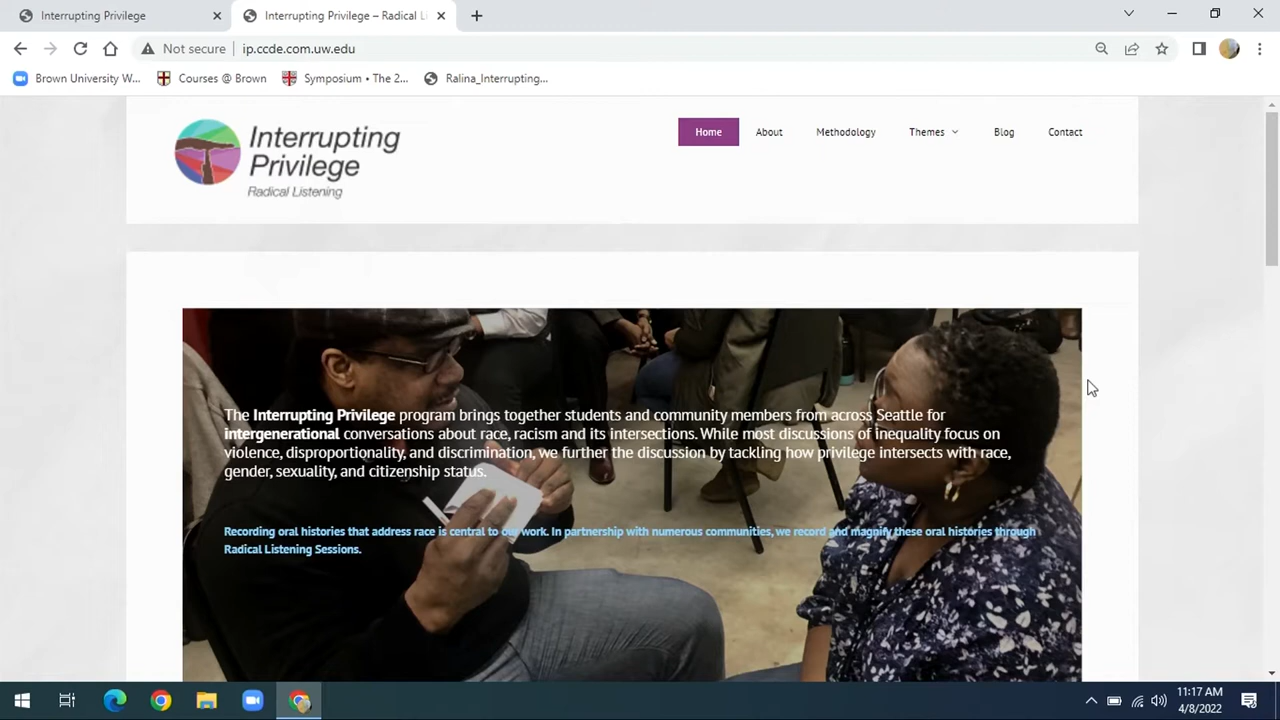 Interrupting Privilege
Interrupting Privilege – Radical Li
Not secure
ip.ccde.com.uw.edu
Brown University W...
Courses @ Brown
Symposium • The 2...
Ralina_Interrupting...
Interrupting
Privilege
Radical Listening
Home
About
Methodology
Themes
Blog
Contact
The Interrupting Privilege program brings together students and community members from across Seattle for
intergenerational conversations about race, racism and its intersections. While most discussions of inequality focus on
violence, disproportionality, and discrimination, we further the discussion by tackling how privilege intersects with race,
gender, sexuality, and citizenship status.
Recording oral histories that address race is central to our work. In partnership with numerous communities, we record and magnify these oral histories through
Radical Listening Sessions.
11:17 AM
4/8/2022